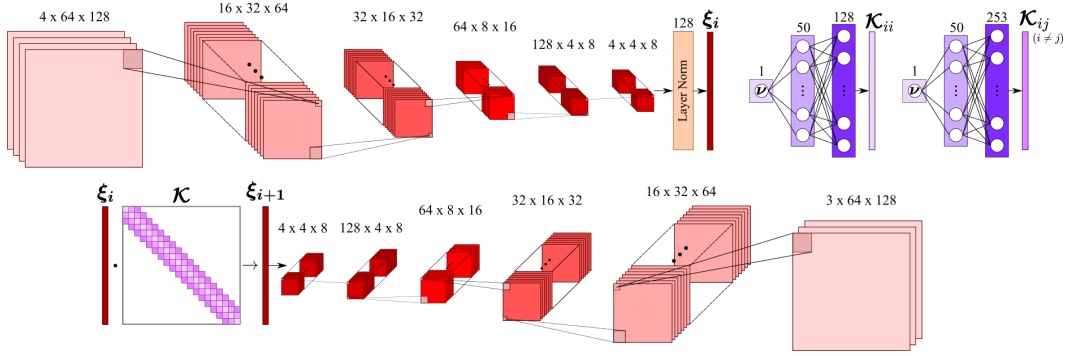 4 x 64 x 128
16 x 32 x 64
32 x 16 x 32
64 x 8 x 16
128 x 4 x 8
4 x 4 x 8
128
Layer Norm
ξᵢ
1
ν
50
128
𝒦ᵢᵢ
1
ν
50
253
𝒦ᵢⱼ
(i ≠ j)
ξᵢ
·
𝒦
→
ξᵢ₊₁
4 x 4 x 8
128 x 4 x 8
64 x 8 x 16
32 x 16 x 32
16 x 32 x 64
3 x 64 x 128